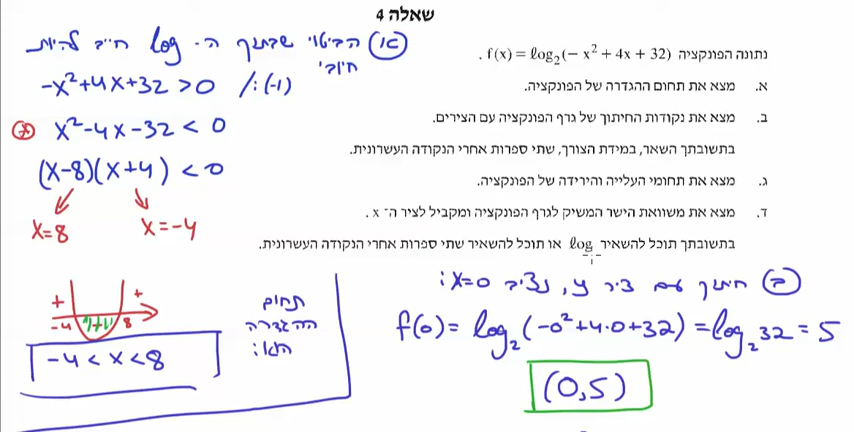 שאלה 4
נתונה הפונקציה f(x) = log₂(− x² + 4x + 32) .
א. מצא את תחום ההגדרה של הפונקציה.
ב. מצא את נקודות החיתוך של גרף הפונקציה עם הצירים.
בתשובתך השאר, במידת הצורך, שתי ספרות אחרי הנקודה העשרונית.
ג. מצא את תחומי העלייה והירידה של הפונקציה.
ד. מצא את משוואת הישר המשיק לגרף הפונקציה ומקביל לציר ה־ x .
בתשובתך תוכל להשאיר log או תוכל להשאיר שתי ספרות אחרי הנקודה העשרונית.
א) הביטוי שבתוך ה- log חייב להיות
חיובי
-x²+4x+32 > 0 /:(-1)
x²-4x-32 < 0
(x-8)(x+4) < 0
x=8 x=-4
+ +
-4 8
תחום
ההגדרה
הוא:
-4 < x < 8
ב) חיתוך עם ציר y, נציב x=0:
f(0) = log₂(-0²+4·0+32) = log₂32 = 5
(0,5)